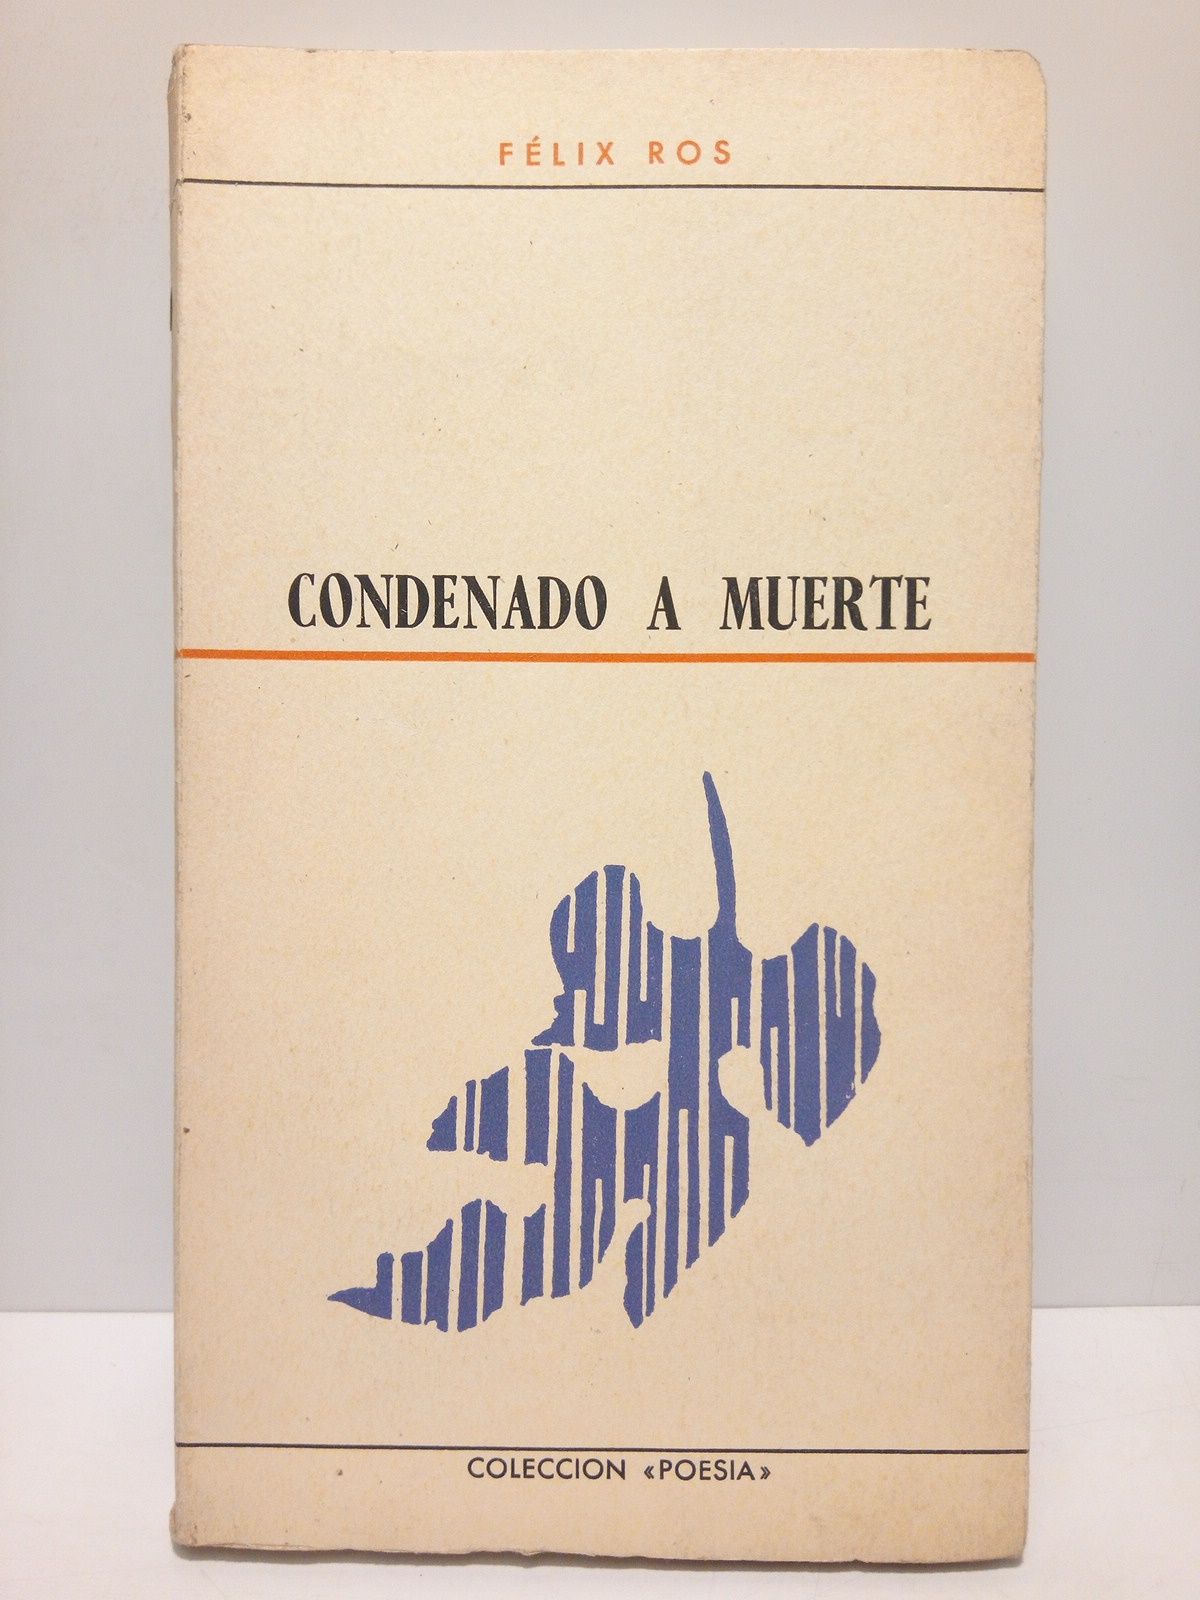 FÉLIX ROS
CONDENADO A MUERTE
COLECCION «POESIA»